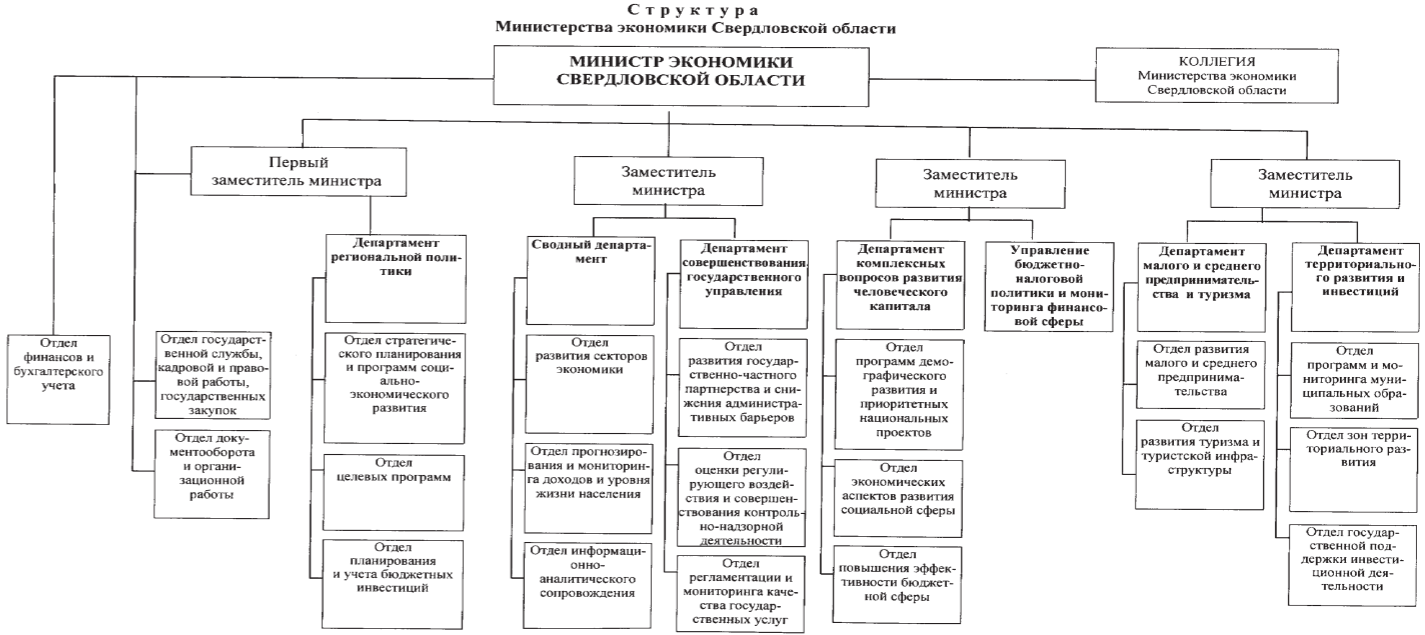 С т р у к т у р а
Министерства экономики Свердловской области
МИНИСТР ЭКОНОМИКИ
СВЕРДЛОВСКОЙ ОБЛАСТИ
КОЛЛЕГИЯ
Министерства экономики
Свердловской области
Первый
заместитель министра
Заместитель
министра
Заместитель
министра
Заместитель
министра
Департамент
региональной поли-
тики
Сводный департа-
мент
Департамент
совершенствования
государственного
управления
Департамент
комплексных
вопросов развития
человеческого
капитала
Управление
бюджетно-
налоговой
политики и мони-
торинга финансо-
вой сферы
Департамент
малого и среднего
предприниматель-
ства и туризма
Департамент
территориально-
го развития и
инвестиций
Отдел
финансов и
бухгалтерского
учета
Отдел государст-
венной службы,
кадровой и право-
вой работы,
государственных
закупок
Отдел доку-
ментооборота
и органи-
зационной
работы
Отдел стратегиче-
ского планирования
и программ соци-
ально-
экономического
развития
Отдел
целевых программ
Отдел
планирования
и учета бюджетных
инвестиций
Отдел
развития секторов
экономики
Отдел прогнозиро-
вания и мониторин-
га доходов и уровня
жизни населения
Отдел информаци-
онно-
аналитического
сопровождения
Отдел
развития государ-
ственно-частного
партнерства и сни-
жения админист-
ративных барьеров
Отдел
оценки регули-
рующего воздей-
ствия и совершен-
ствования контроль-
но-надзорной
деятельности
Отдел
регламентации и
мониторинга каче-
ства государст-
венных услуг
Отдел
программ демо-
графического
развития и
приоритетных
национальных
проектов
Отдел
экономических
аспектов развития
социальной сферы
Отдел
повышения эффек-
тивности бюджет-
ной сферы
Отдел развития
малого и среднего
предпринима-
тельства
Отдел
развития туризма и
туристской инфра-
структуры
Отдел
программ и мо-
ниторинга муни-
ципальных обра-
зований
Отдел зон терри-
ториального раз-
вития
Отдел государ-
ственной под-
держки инвести-
ционной дея-
тельности